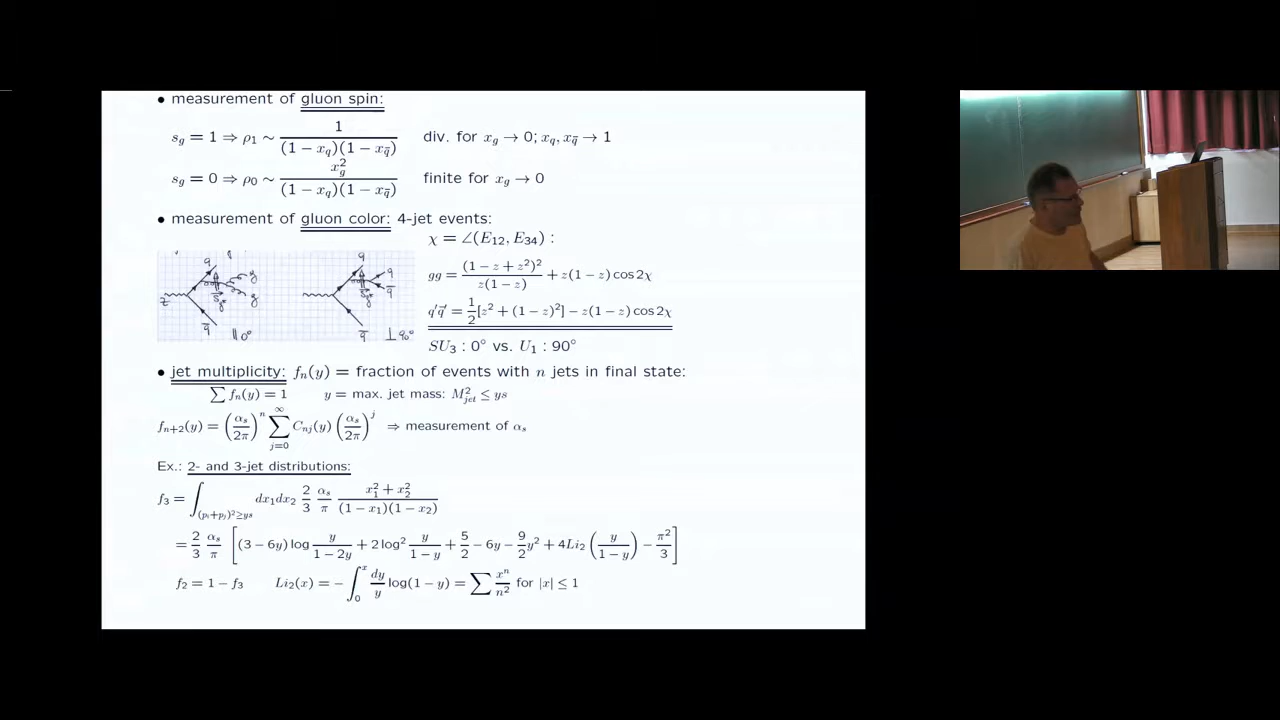 • measurement of gluon spin:
s_g = 1 ⇒ ρ_1 ∼ 1/((1 − x_q)(1 − x_q̄)) div. for x_g → 0; x_q, x_q̄ → 1
s_g = 0 ⇒ ρ_0 ∼ x_g^2/((1 − x_q)(1 − x_q̄)) finite for x_g → 0
• measurement of gluon color: 4-jet events:
χ = ∠(E_12, E_34) :
gg = (1 − z + z^2)^2/(z(1 − z)) + z(1 − z) cos 2χ
q′q̄′ = 1/2 [z^2 + (1 − z)^2] − z(1 − z) cos 2χ
SU_3 : 0° vs. U_1 : 90°
q g g Z q̄ ∥ 0°
q q q̄ q̄ ⊥ 90°
• jet multiplicity: f_n(y) = fraction of events with n jets in final state:
∑ f_n(y) = 1 y = max. jet mass: M_jet^2 ≤ ys
f_{n+2}(y) = (α_s/2π)^n ∑_{j=0}^{∞} C_{nj}(y) (α_s/2π)^j ⇒ measurement of α_s
Ex.: 2- and 3-jet distributions:
f_3 = ∫_{(p_i+p_j)^2≥ys} dx_1dx_2 2/3 α_s/π (x_1^2 + x_2^2)/((1 − x_1)(1 − x_2))
= 2/3 α_s/π [(3 − 6y) log y/(1 − 2y) + 2 log^2 y/(1 − y) + 5/2 − 6y − 9/2 y^2 + 4Li_2 (y/(1 − y)) − π^2/3]
f_2 = 1 − f_3 Li_2(x) = − ∫_0^x dy/y log(1 − y) = ∑ x^n/n^2 for |x| ≤ 1